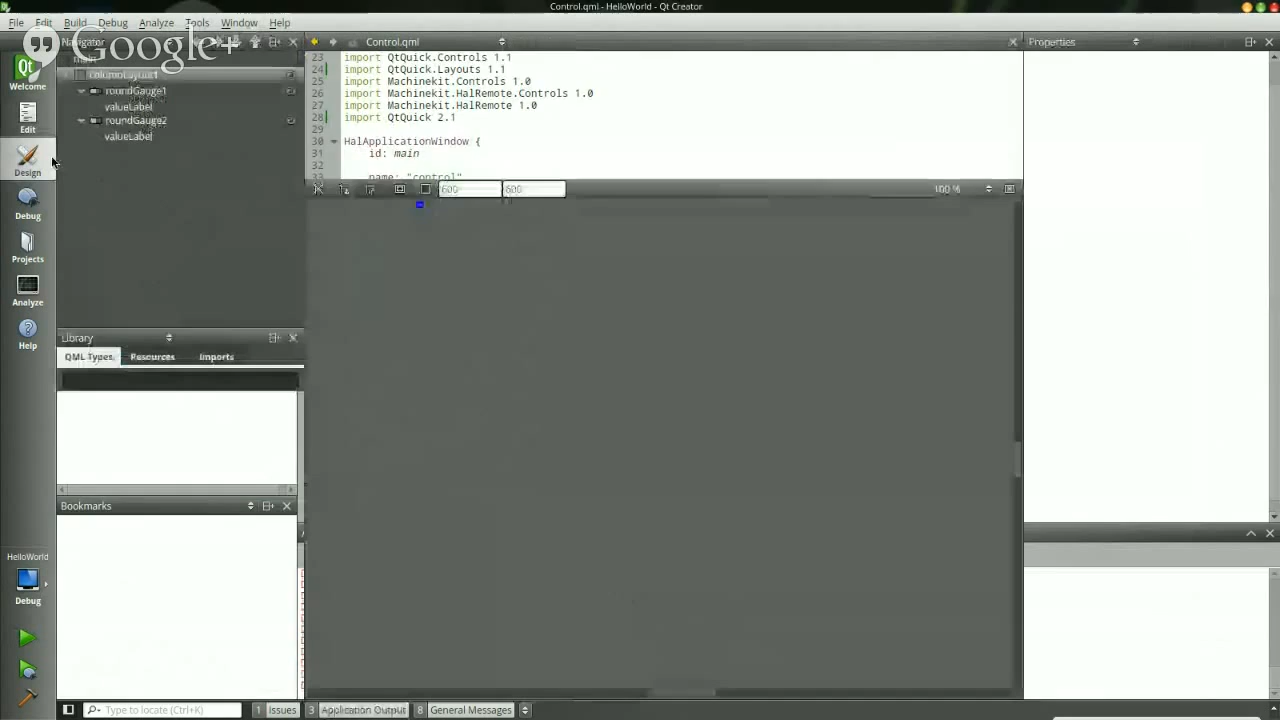 Control.qml - HelloWorld - Qt Creator
File Edit Build Debug Analyze Tools Window Help
Google+
Navigator
Control.qml
Properties
main
columnLayout1
roundGauge1
valueLabel
roundGauge2
valueLabel
Qt
Welcome
Edit
Design
Debug
Projects
Analyze
Help
23 import QtQuick.Controls 1.1
24 import QtQuick.Layouts 1.1
25 import Machinekit.Controls 1.0
26 import Machinekit.HalRemote.Controls 1.0
27 import Machinekit.HalRemote 1.0
28 import QtQuick 2.1
29
30 HalApplicationWindow {
31 id: main
32
33 name: "control"
600 600 100 %
Library
QML Types Resources Imports
Bookmarks
HelloWorld
Debug
Type to locate (Ctrl+K) 1 Issues 3 Application Output 8 General Messages